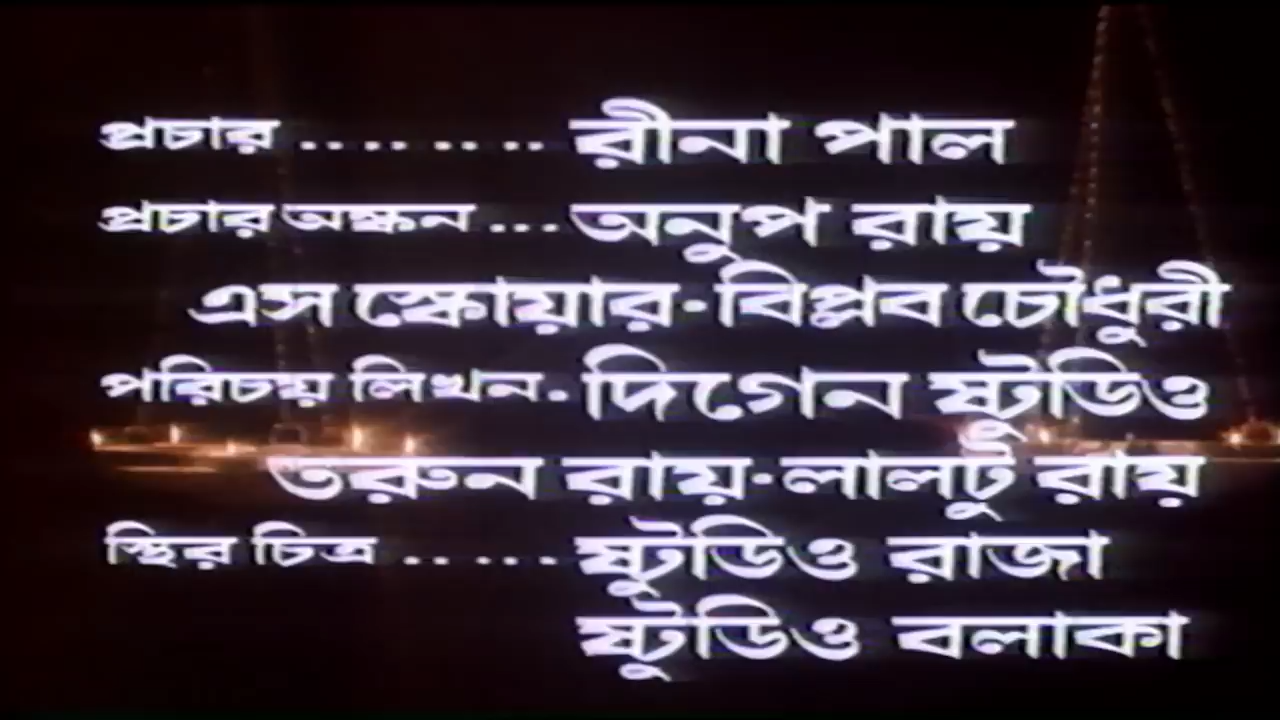 প্রচার ........ রীনা পাল
প্রচার অঙ্কন ...অনুপ রায়
এস স্কোয়ার·বিপ্লব চৌধুরী
পরিচয় লিখন·দিগেন ষ্টুডিও
তরুন রায়·লালটু রায়
স্থির চিত্র ...... ষ্টুডিও রাজা
ষ্টুডিও বলাকা